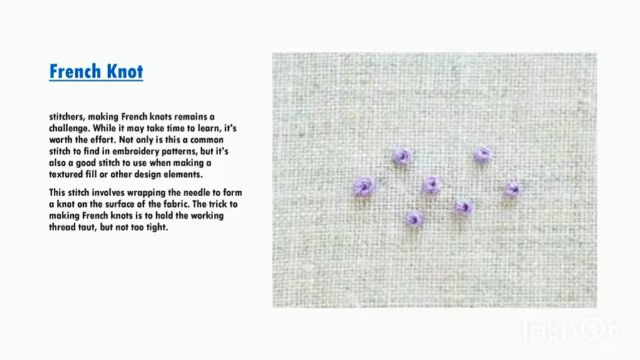 French Knot
stitchers, making French knots remains a
challenge. While it may take time to learn, it's
worth the effort. Not only is this a common
stitch to find in embroidery patterns, but it's
also a good stitch to use when making a
textured fill or other design elements.
This stitch involves wrapping the needle to form
a knot on the surface of the fabric. The trick to
making French knots is to hold the working
thread taut, but not too tight.